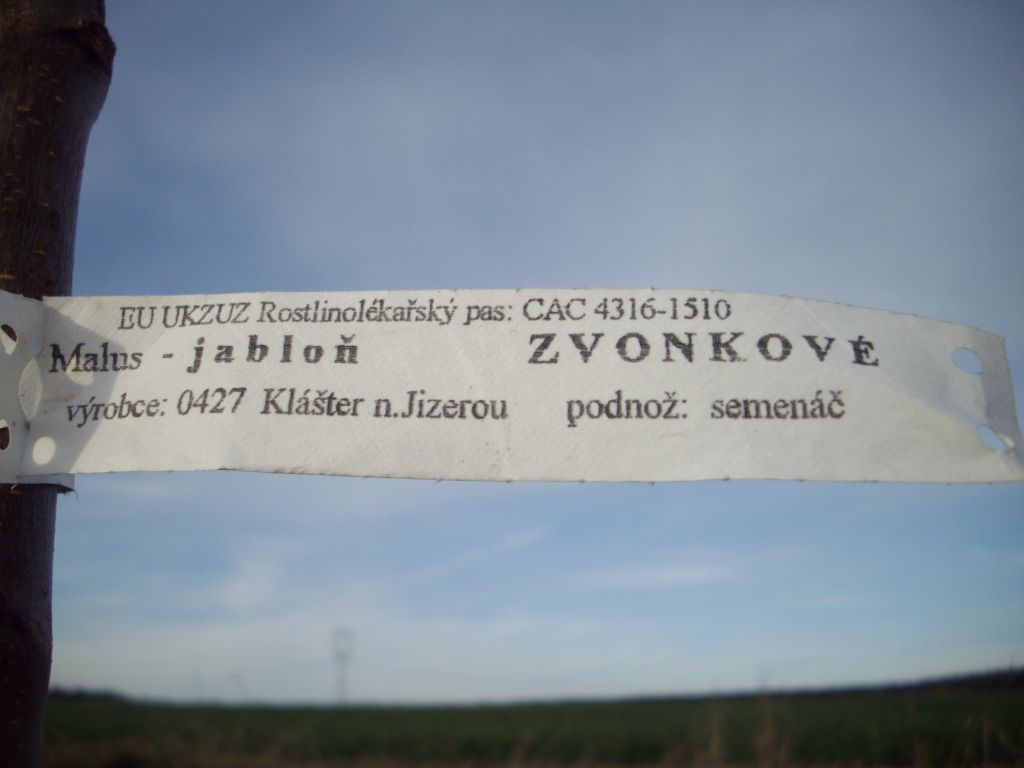 EU UKZUZ Rostlinolékařský pas: CAC 4316-1510
Malus - jabloň ZVONKOVÉ
výrobce: 0427 Klášter n.Jizerou podnož: semenáč